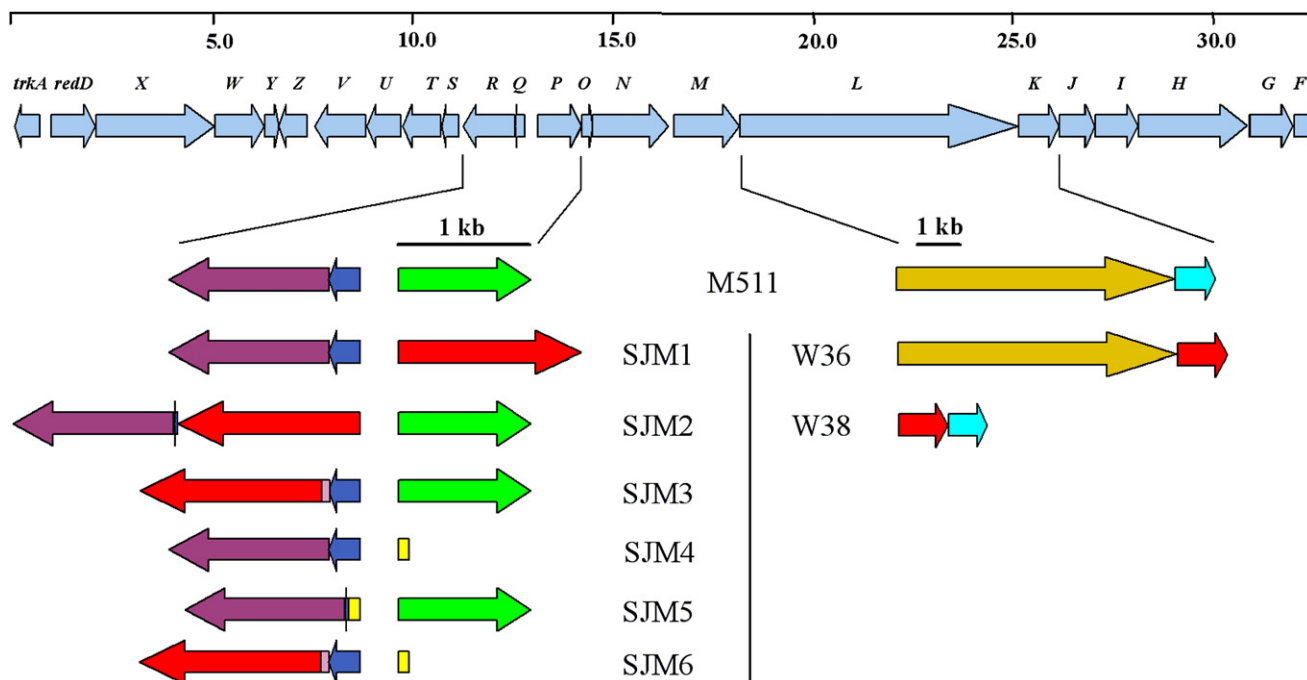 5.0 10.0 15.0 20.0 25.0 30.0
trkA redD X W Y Z V U T S R Q P O N M L K J I H G F
1 kb 1 kb
M511
SJM1 W36
SJM2 W38
SJM3
SJM4
SJM5
SJM6